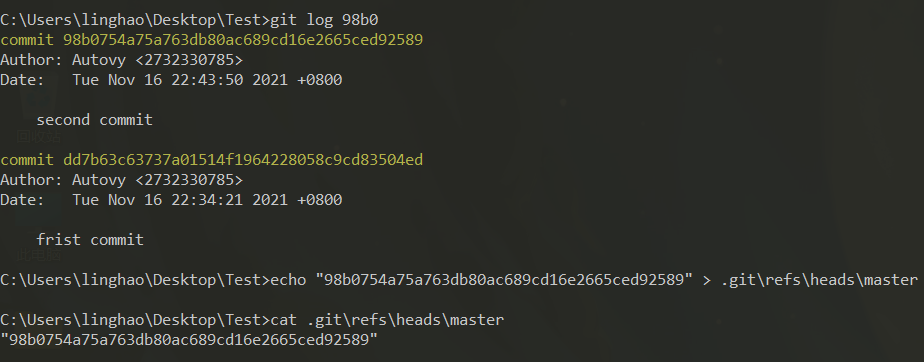 C:\Users\linghao\Desktop\Test>git log 98b0
commit 98b0754a75a763db80ac689cd16e2665ced92589
Author: Autovy <2732330785>
Date:   Tue Nov 16 22:43:50 2021 +0800
    second commit
commit dd7b63c63737a01514f1964228058c9cd83504ed
Author: Autovy <2732330785>
Date:   Tue Nov 16 22:34:21 2021 +0800
    frist commit
C:\Users\linghao\Desktop\Test>echo "98b0754a75a763db80ac689cd16e2665ced92589" > .git\refs\heads\master
C:\Users\linghao\Desktop\Test>cat .git\refs\heads\master
"98b0754a75a763db80ac689cd16e2665ced92589"